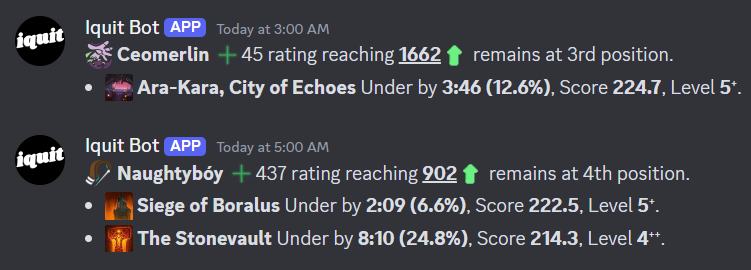 iquit
Iquit Bot APP Today at 3:00 AM
Ceomerlin + 45 rating reaching 1662 remains at 3rd position.
• Ara-Kara, City of Echoes Under by 3:46 (12.6%), Score 224.7, Level 5⁺.
iquit
Iquit Bot APP Today at 5:00 AM
Naughtybóy + 437 rating reaching 902 remains at 4th position.
• Siege of Boralus Under by 2:09 (6.6%), Score 222.5, Level 5⁺.
• The Stonevault Under by 8:10 (24.8%), Score 214.3, Level 4⁺⁺.